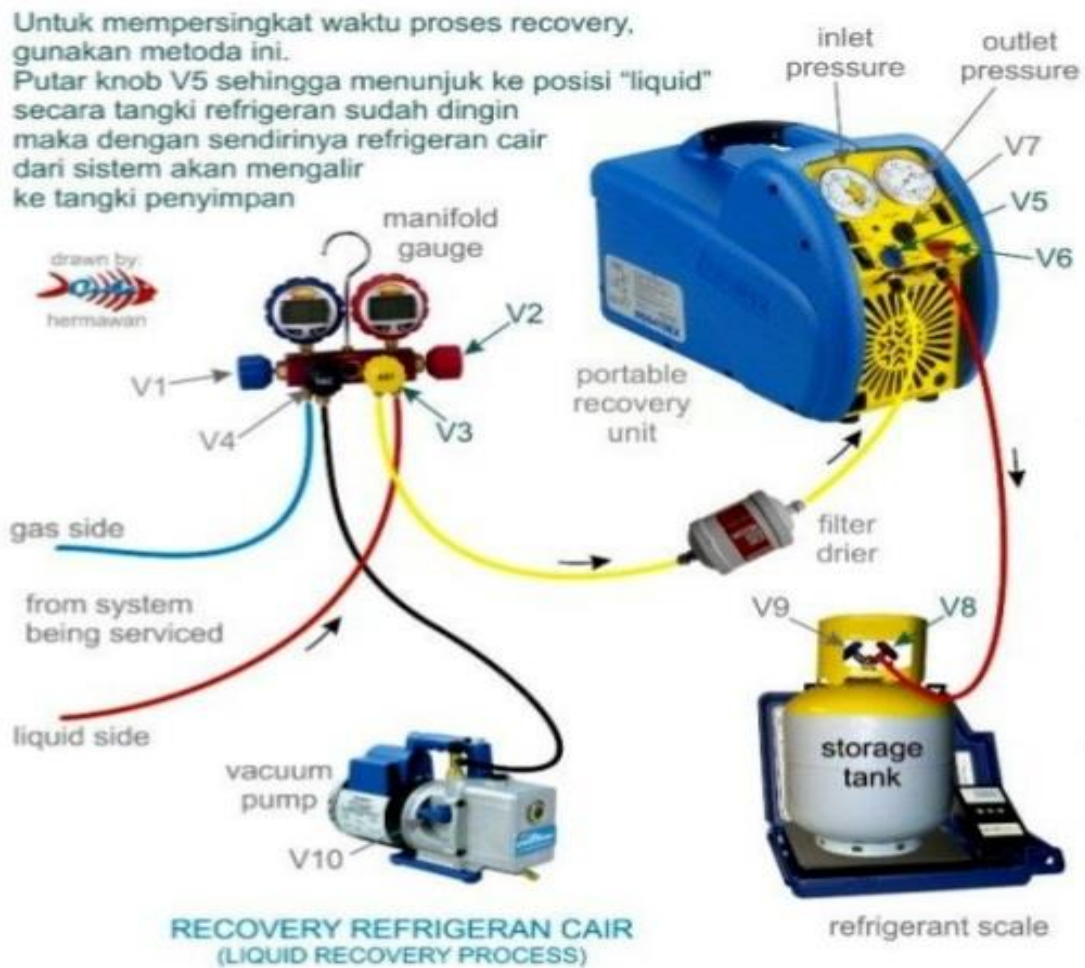 Untuk mempersingkat waktu proses recovery,
gunakan metoda ini.
Putar knob V5 sehingga menunjuk ke posisi “liquid”
secara tangki refrigeran sudah dingin
maka dengan sendirinya refrigeran cair
dari sistem akan mengalir
ke tangki penyimpan
inlet
pressure
outlet
pressure
V7
V5
V6
manifold
gauge
drawn by:
hermawan
V2
V1
V4
V3
portable
recovery
unit
gas side
filter
drier
from system
being serviced
V9
V8
liquid side
storage
tank
vacuum
pump
V10
refrigerant scale
RECOVERY REFRIGERAN CAIR
(LIQUID RECOVERY PROCESS)